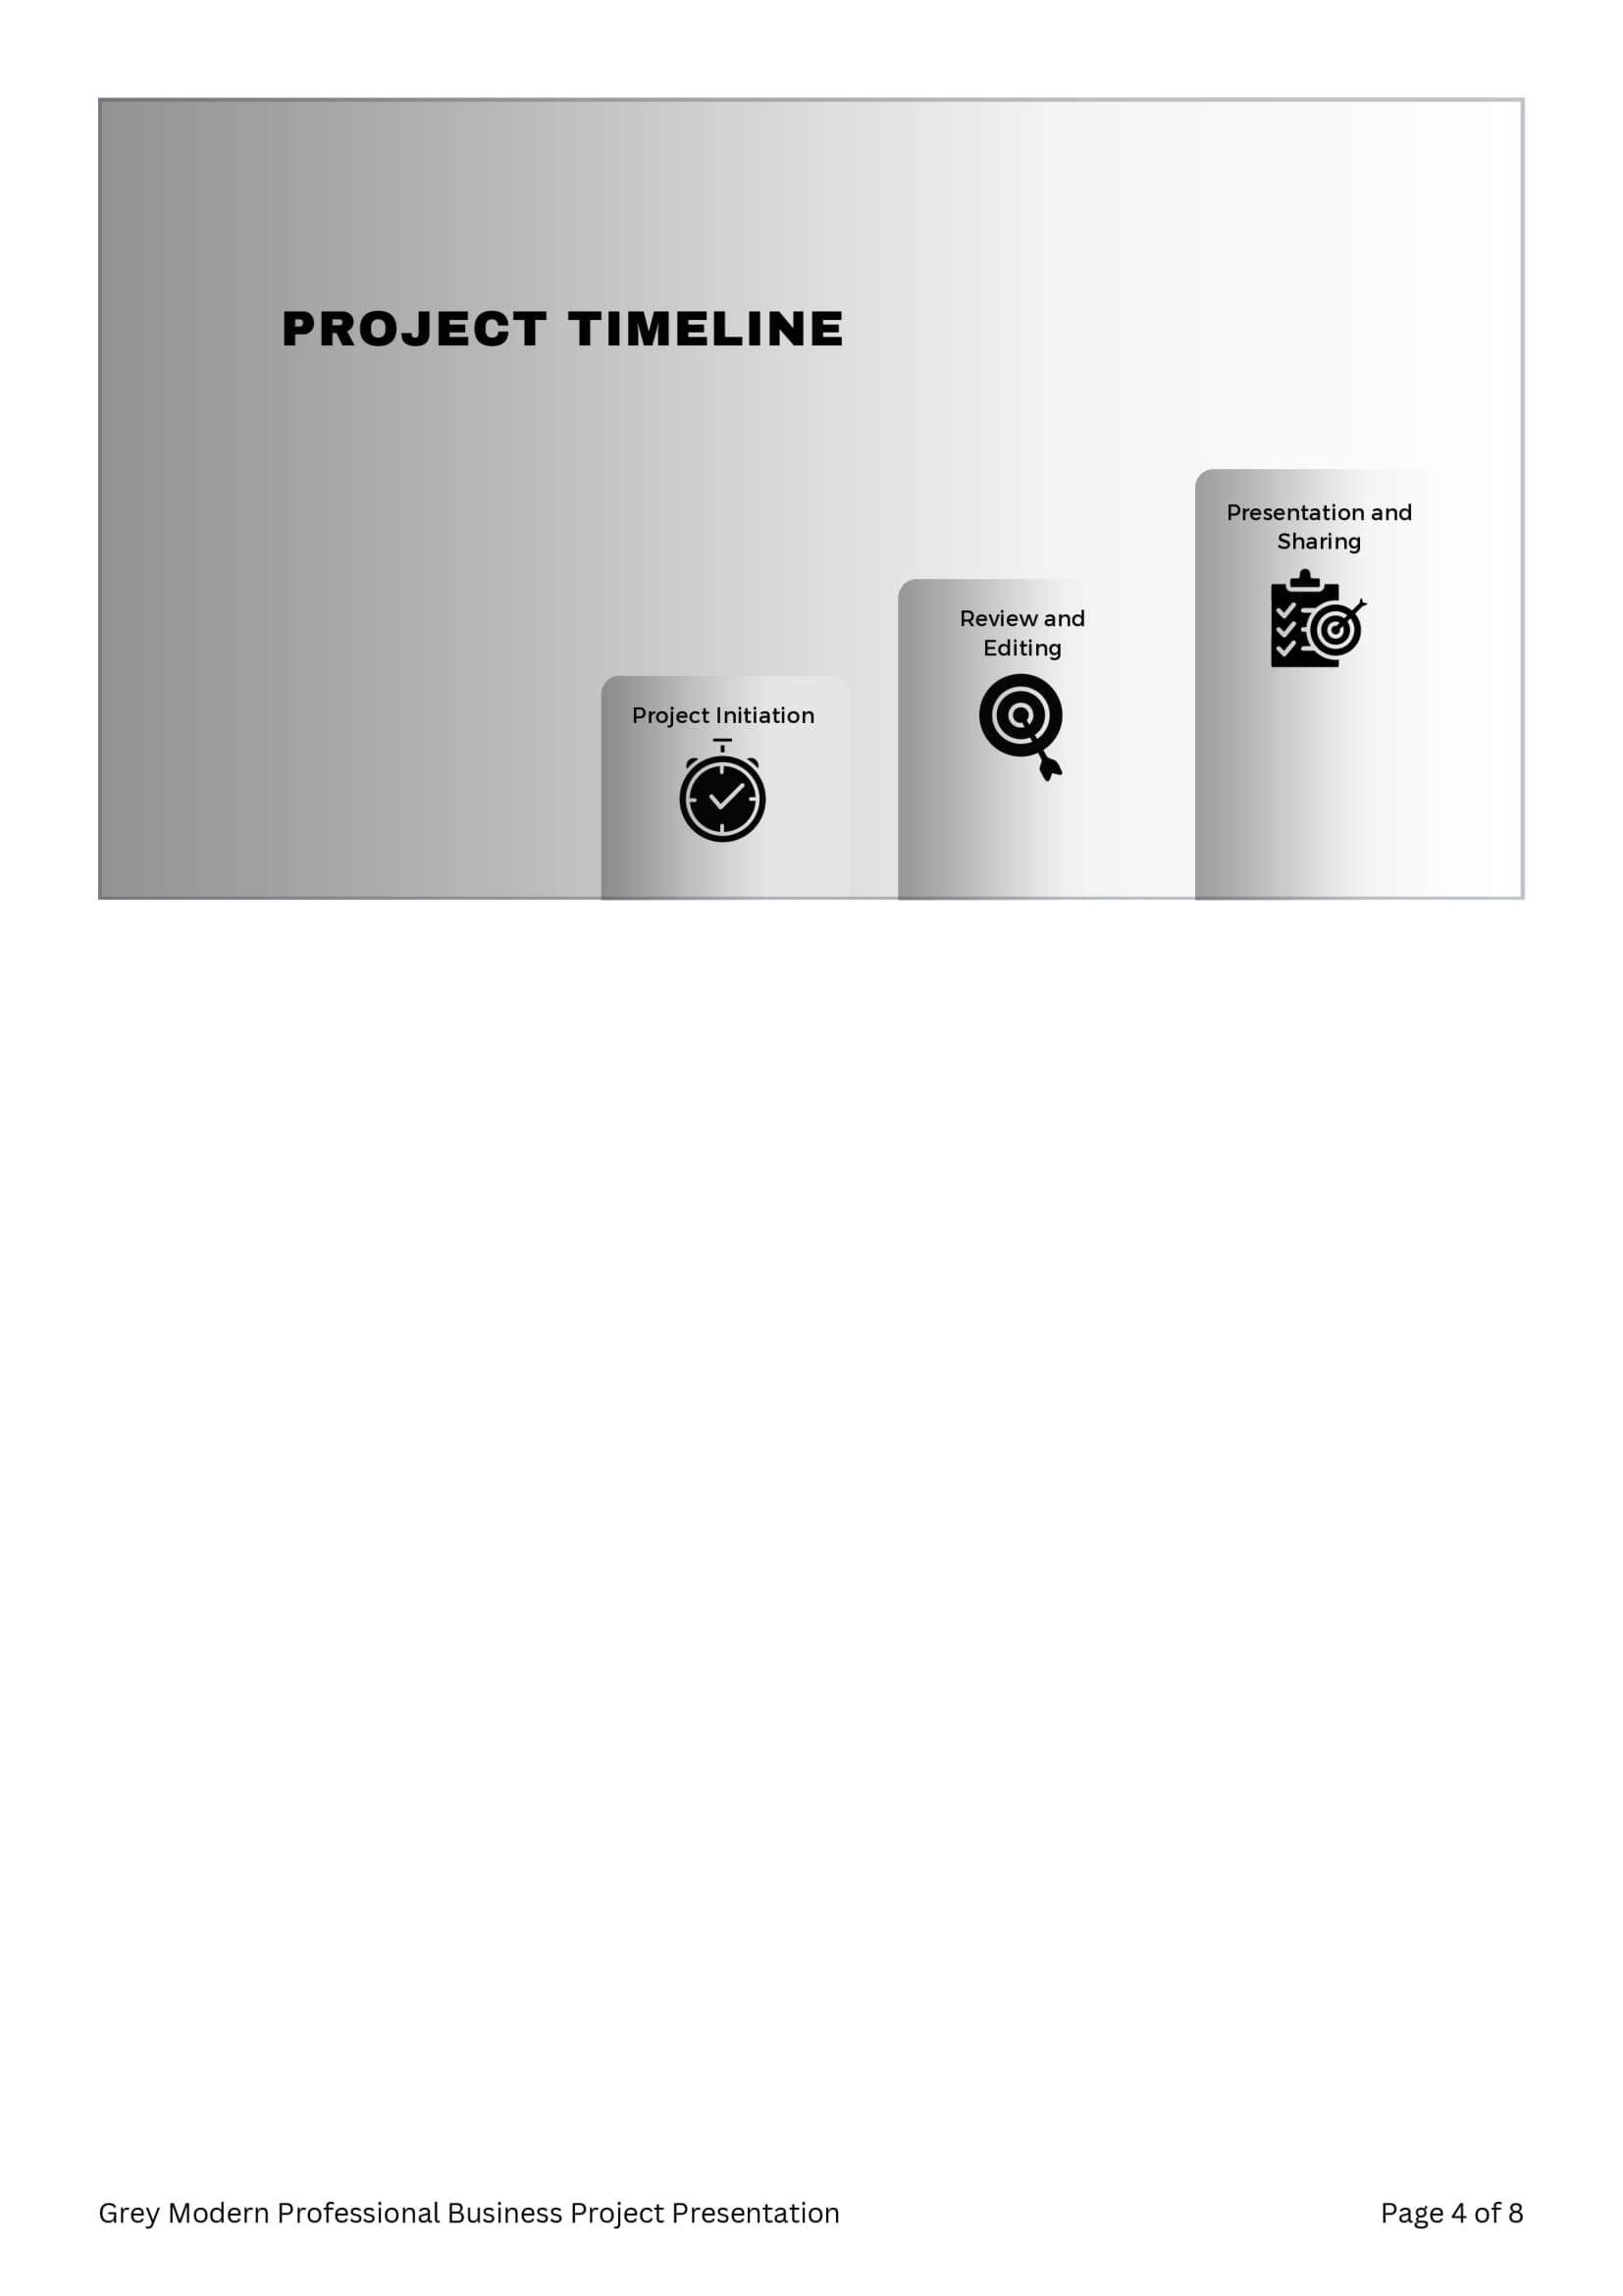 PROJECT TIMELINE
Project Initiation
Review and
Editing
Presentation and
Sharing
Grey Modern Professional Business Project Presentation
Page 4 of 8